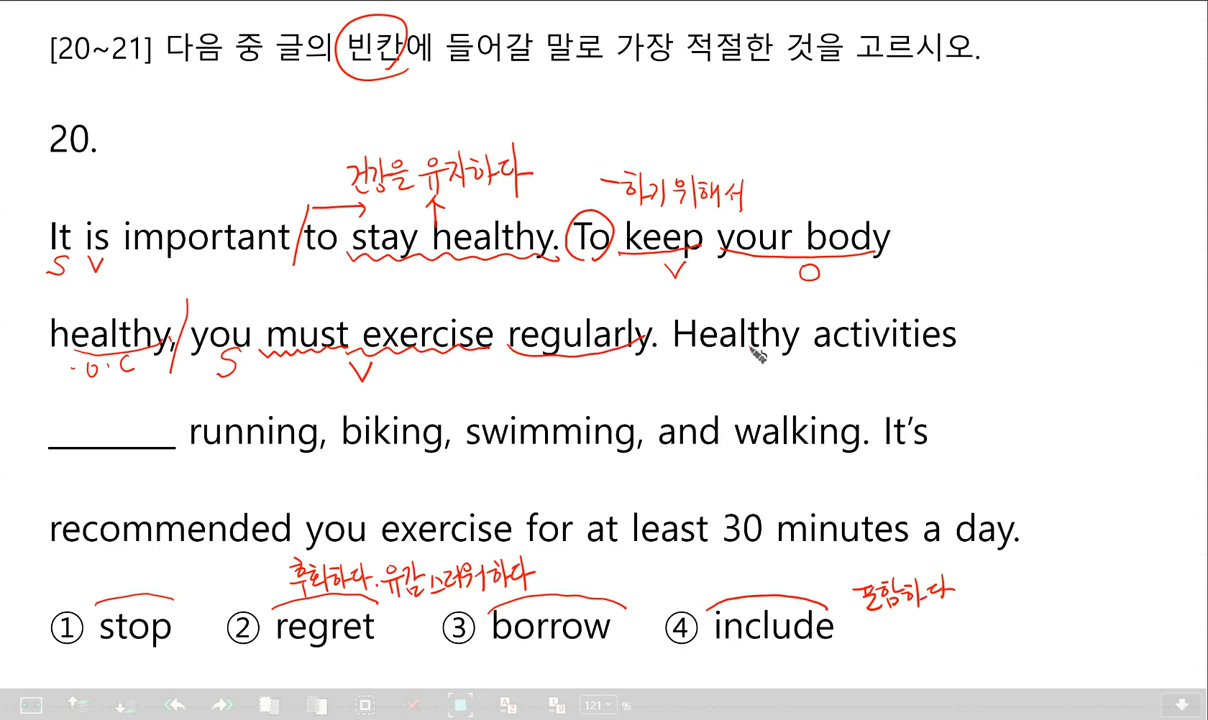 [20~21] 다음 중 글의 빈칸에 들어갈 말로 가장 적절한 것을 고르시오.
20.
건강을 유지하다 ~하기 위해서
It is important to stay healthy. To keep your body
S V V O
healthy, you must exercise regularly. Healthy activities
O·C S V
_______ running, biking, swimming, and walking. It's
recommended you exercise for at least 30 minutes a day.
후회하다·유감스러워하다 포함하다
① stop ② regret ③ borrow ④ include
121 %